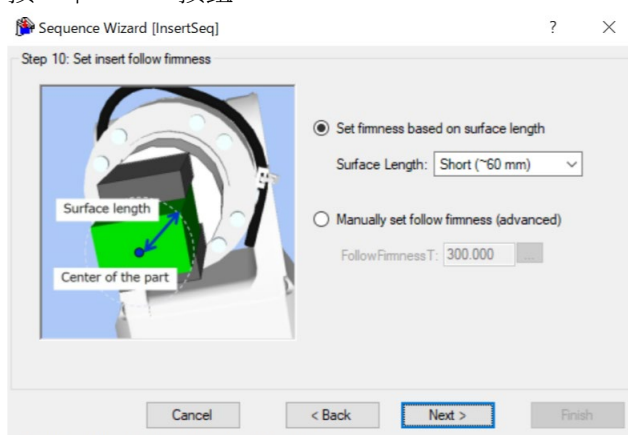 Sequence Wizard [InsertSeq]
?
Step 10: Set insert follow firmness
Set firmness based on surface length
Surface Length: Short (~60 mm)
Surface length
Center of the part
Manually set follow firmness (advanced)
FollowFirmnessT: 300.000 ...
Cancel
< Back
Next >
Finish